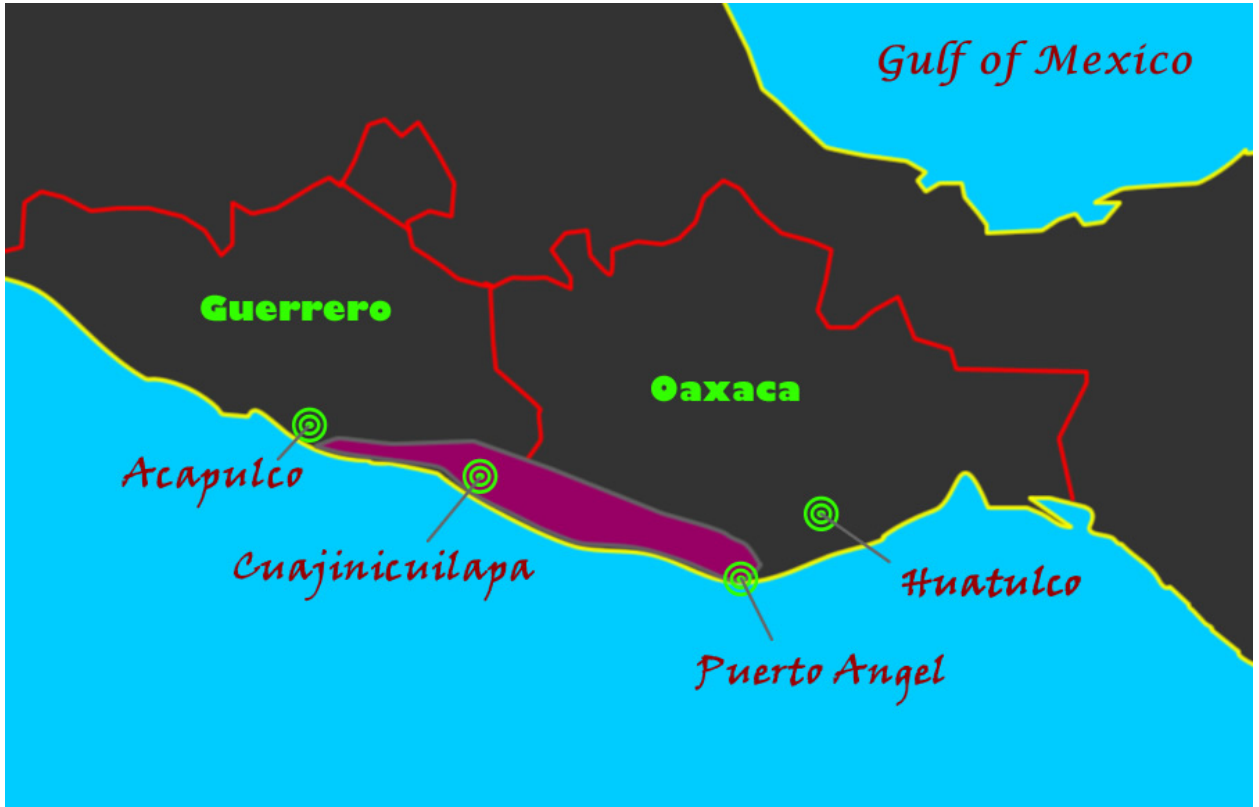 Gulf of Mexico
Guerrero
Oaxaca
Acapulco
Cuajinicuilapa
Huatulco
Puerto Angel